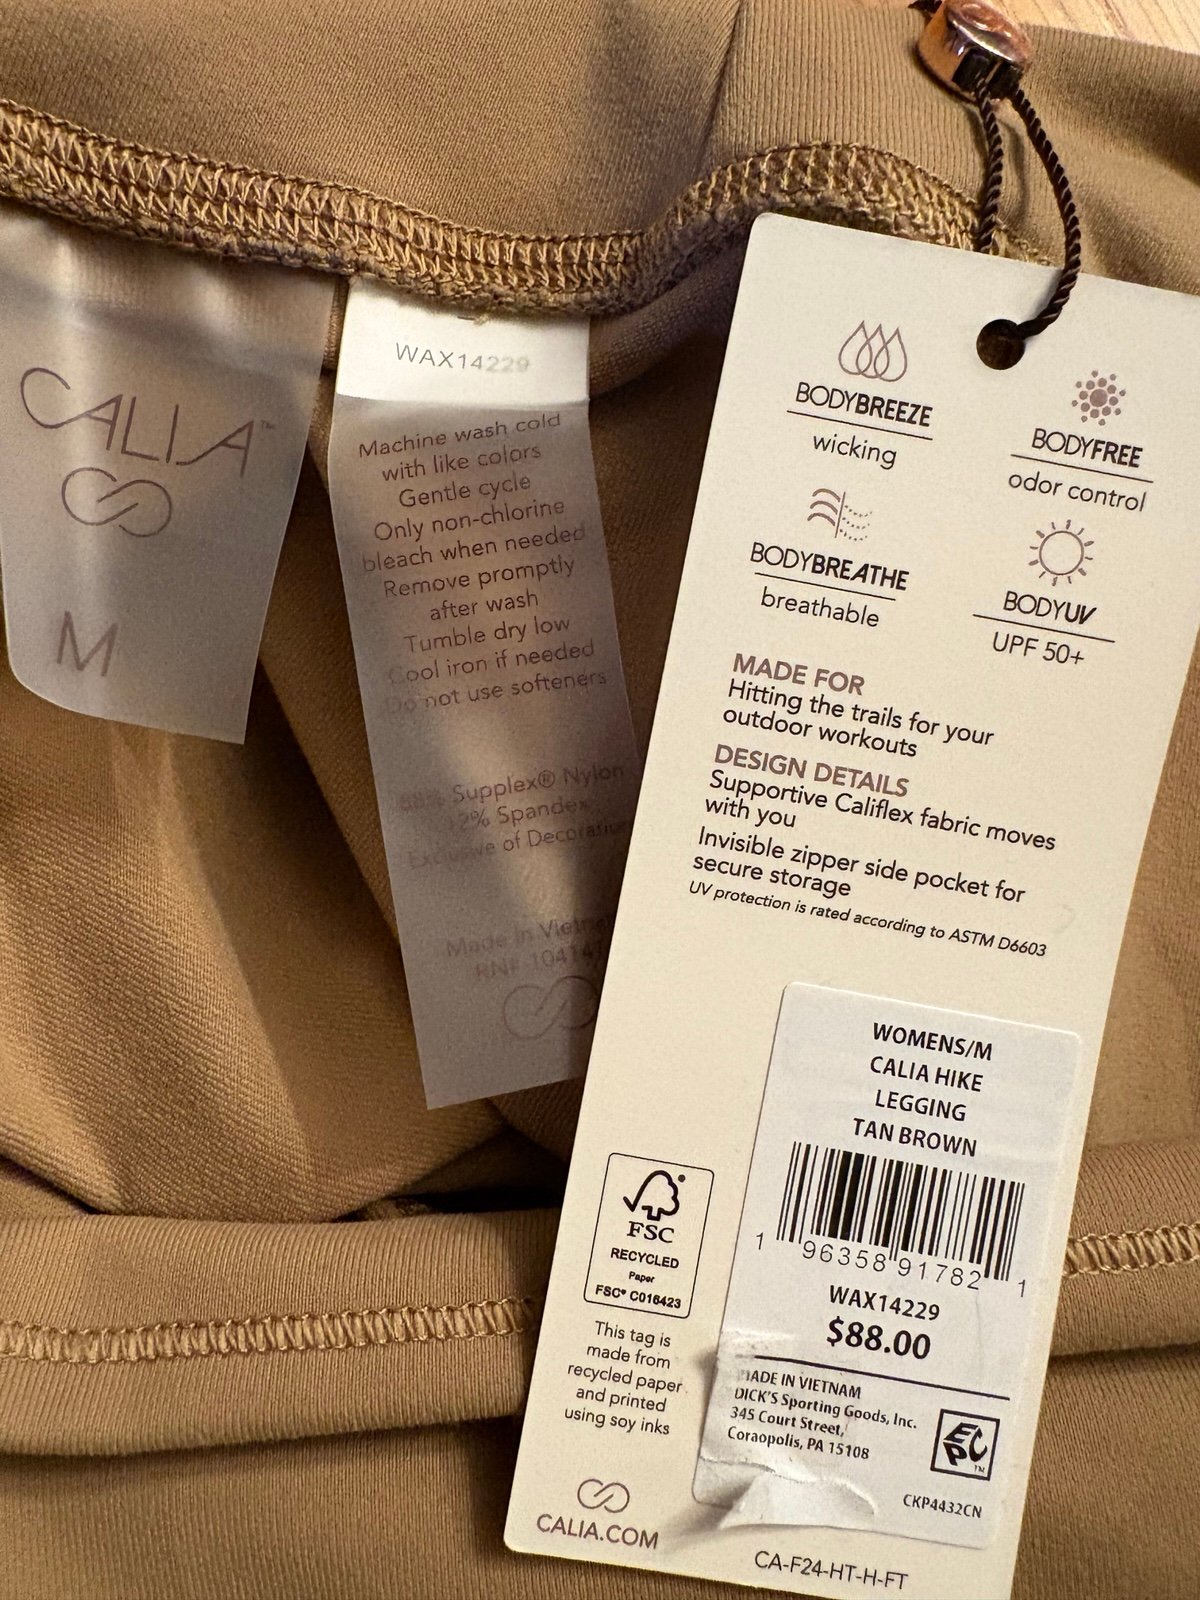 CALIA™
M
WAX14229
Machine wash cold
with like colors
Gentle cycle
Only non-chlorine
bleach when needed
Remove promptly
after wash
Tumble dry low
Cool iron if needed
Do not use softeners
Supplex® Nylon
Spandex
Exclusive of Decoration
Made in Vietnam
BODYBREEZE
wicking
BODYFREE
odor control
BODYBREATHE
breathable
BODYUV
UPF 50+
MADE FOR
Hitting the trails for your
outdoor workouts
DESIGN DETAILS
Supportive Califlex fabric moves
with you
Invisible zipper side pocket for
secure storage
UV protection is rated according to ASTM D6603
WOMENS/M
CALIA HIKE
LEGGING
TAN BROWN
1 96358 91782 1
WAX14229
$88.00
MADE IN VIETNAM
DICK'S Sporting Goods, Inc.
345 Court Street,
Coraopolis, PA 15108
EPC™
CKP4432CN
FSC
RECYCLED
Paper
FSC® C016423
This tag is
made from
recycled paper
and printed
using soy inks
CALIA.COM
CA-F24-HT-H-FT